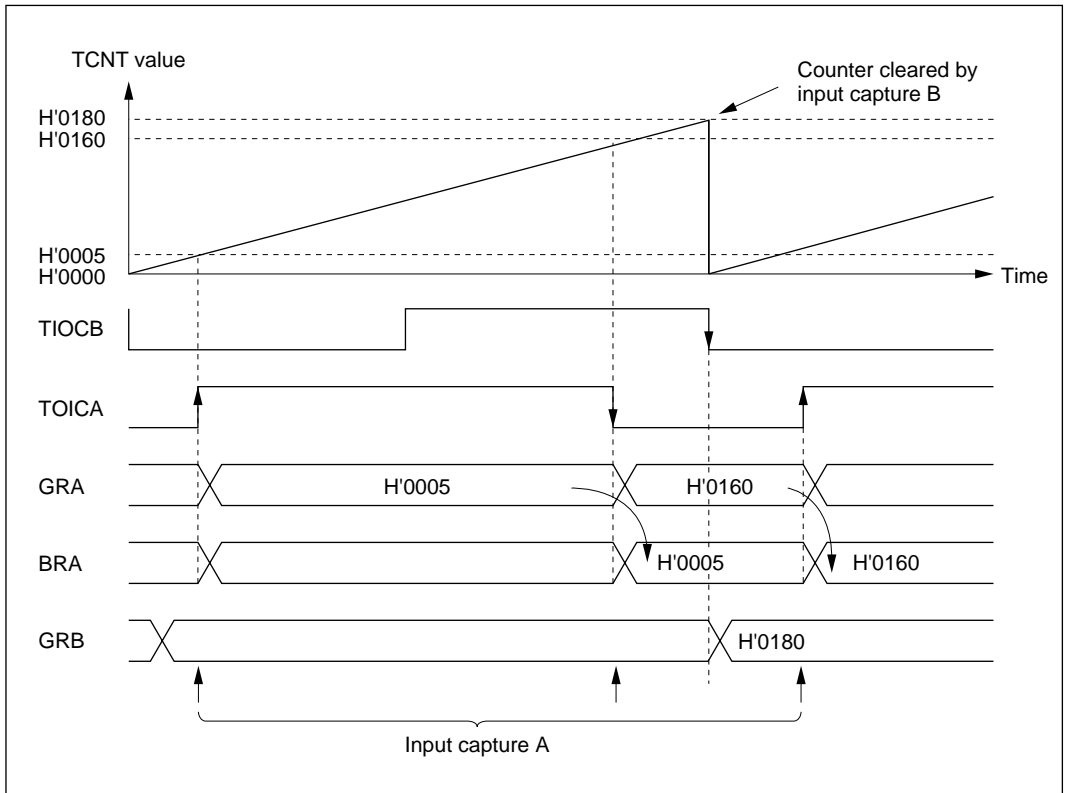 TCNT value
Counter cleared by
input capture B
H'0180
H'0160
H'0005
H'0000
Time
TIOCB
TOICA
GRA
H'0005
H'0160
BRA
H'0005
H'0160
GRB
H'0180
Input capture A